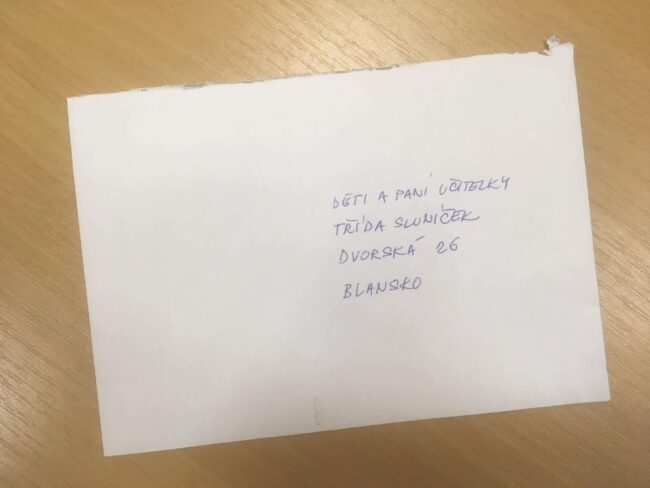 DĚTI A PANÍ UČITELKY
TŘÍDA SLUNÍČEK
DVORSKÁ 26
BLANSKO